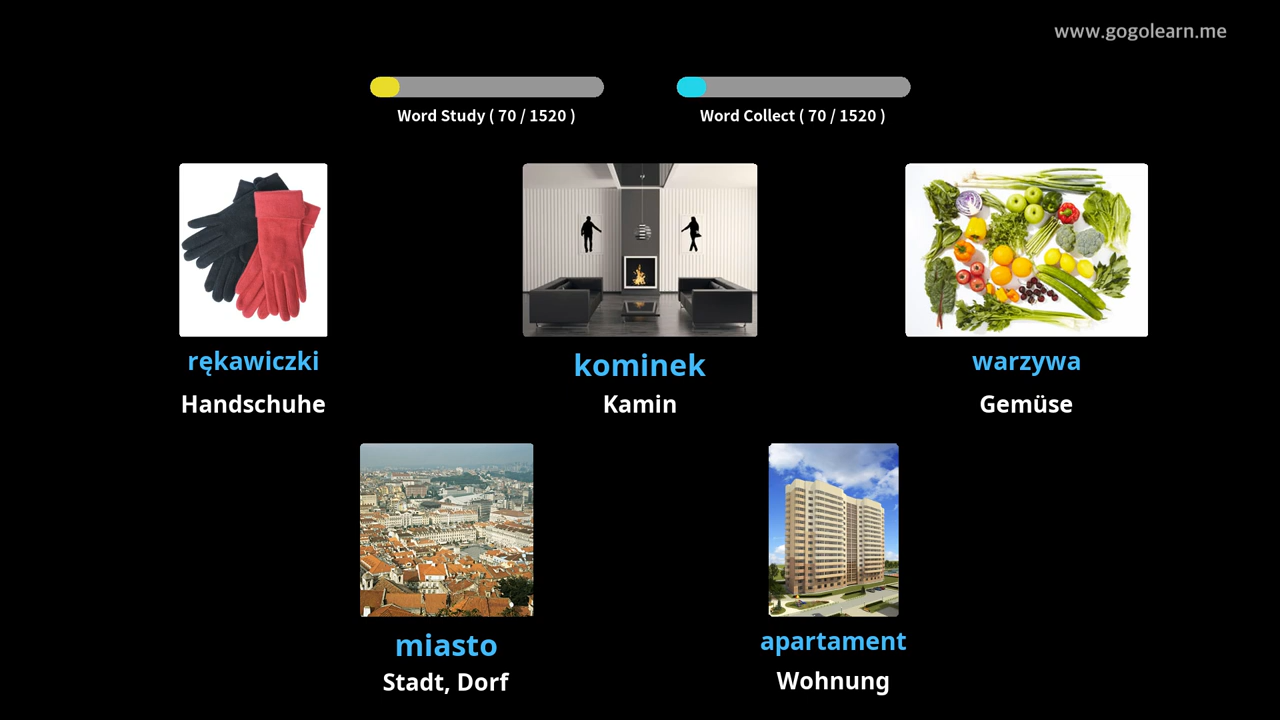 www.gogolearn.me
Word Study ( 70 / 1520 )
Word Collect ( 70 / 1520 )
rękawiczki
kominek
warzywa
Handschuhe
Kamin
Gemüse
miasto
apartament
Stadt, Dorf
Wohnung